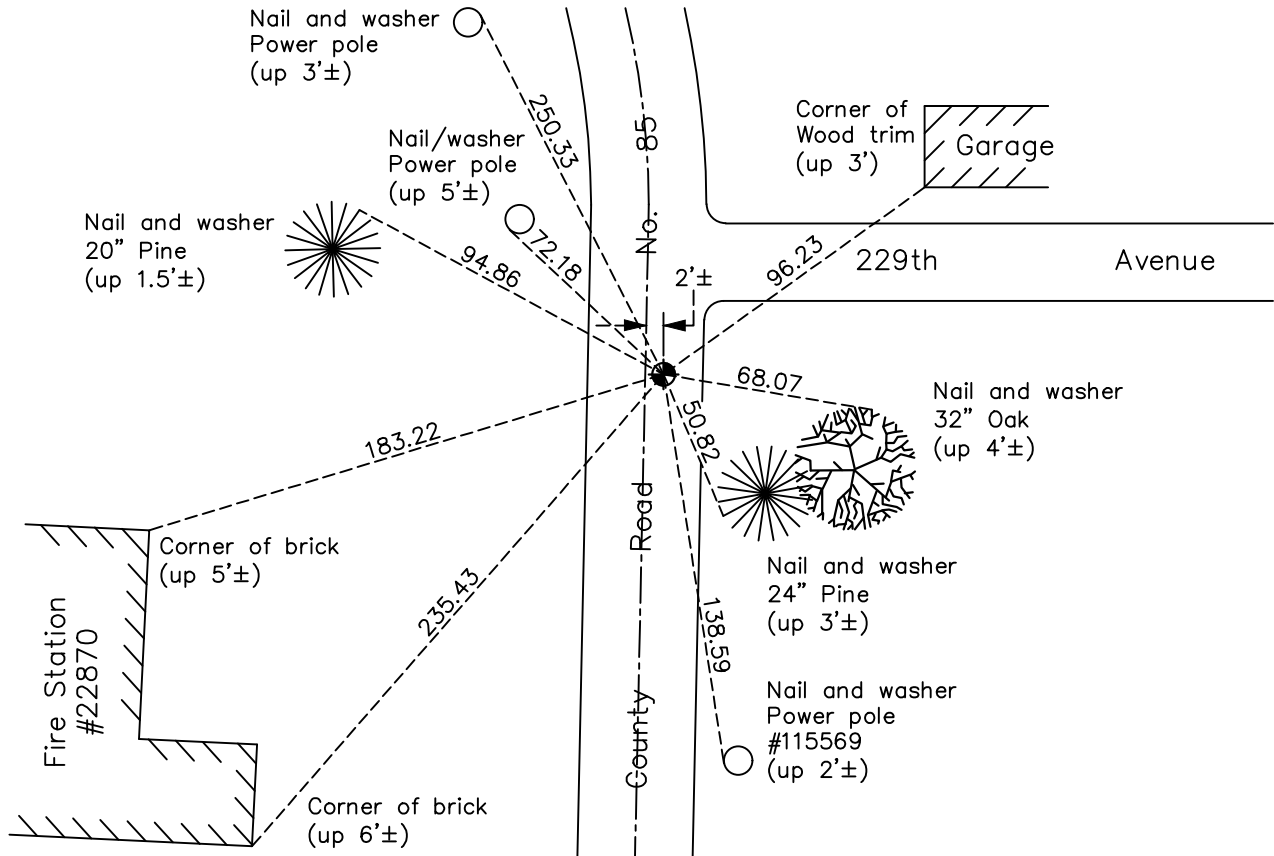 Nail and washer
Power pole
(up 3'±)
250.33
Nail/washer
Power pole
(up 5'±)
72.18
Nail and washer
20" Pine
(up 1.5'±)
94.86
Corner of
Wood trim
(up 3')
Garage
96.23
229th Avenue
2'±
County Road No. 85
68.07
Nail and washer
32" Oak
(up 4'±)
50.82
Nail and washer
24" Pine
(up 3'±)
183.22
Corner of brick
(up 5'±)
Fire Station
#22870
235.43
Corner of brick
(up 6'±)
138.59
Nail and washer
Power pole
#115569
(up 2'±)